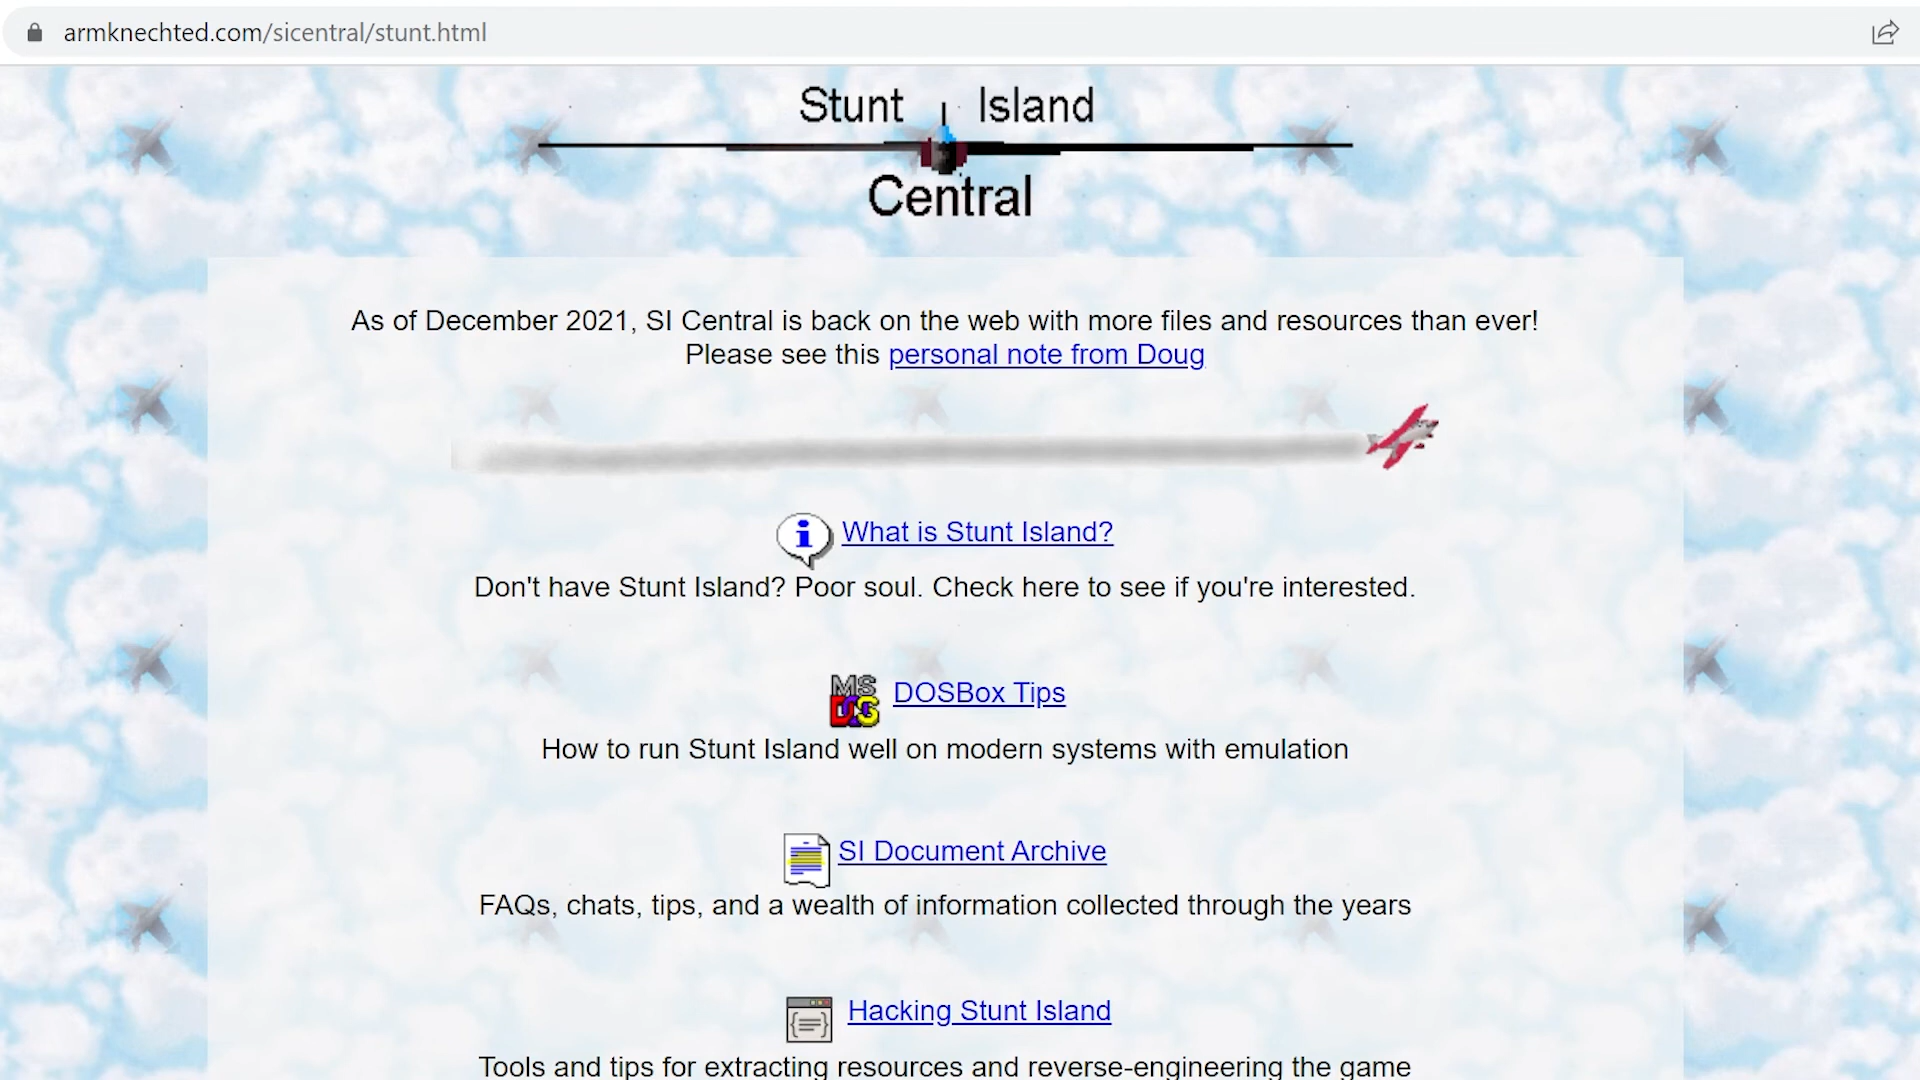 armknechted.com/sicentral/stunt.html
Stunt Island
Central
As of December 2021, SI Central is back on the web with more files and resources than ever!
Please see this personal note from Doug
What is Stunt Island?
Don't have Stunt Island? Poor soul. Check here to see if you're interested.
MS
DOS
DOSBox Tips
How to run Stunt Island well on modern systems with emulation
SI Document Archive
FAQs, chats, tips, and a wealth of information collected through the years
Hacking Stunt Island
Tools and tips for extracting resources and reverse-engineering the game